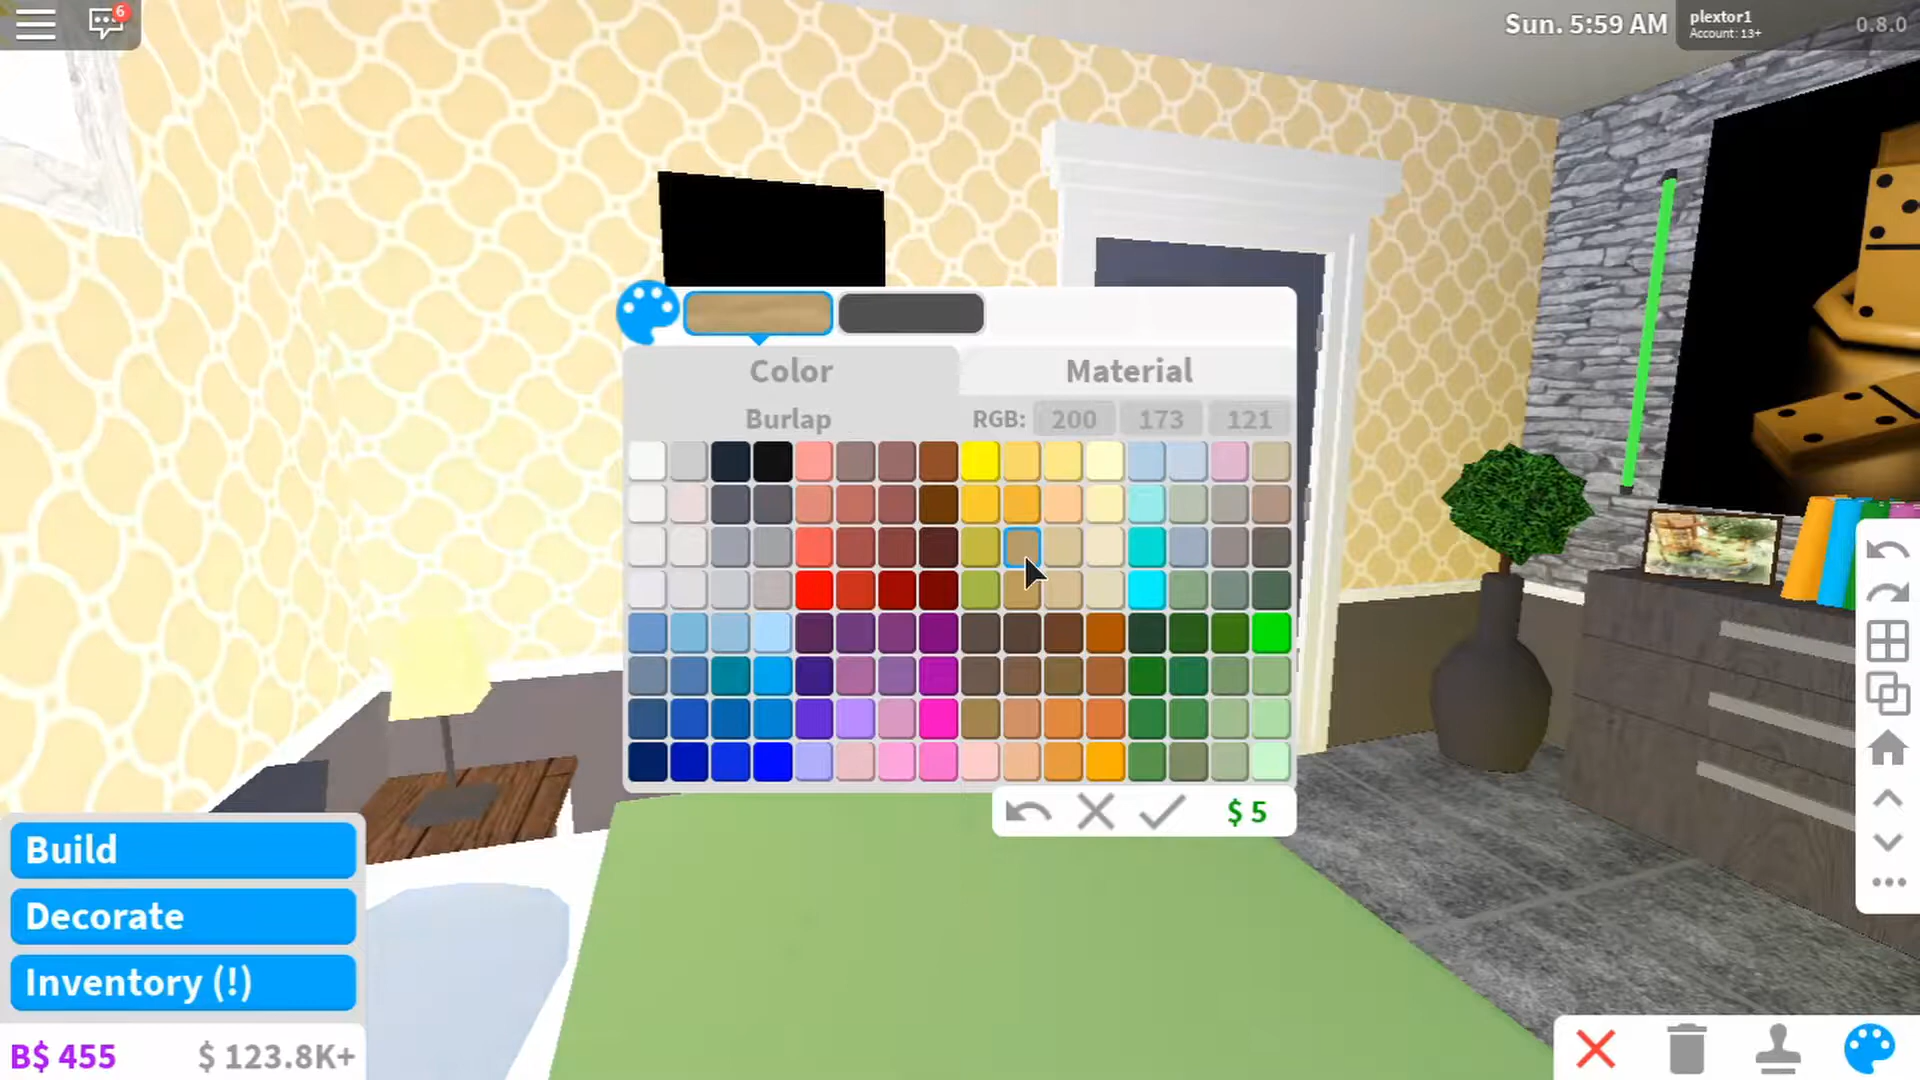 6
Sun. 5:59 AM
plextor1
Account: 13+
0.8.0
Color
Material
Burlap
RGB: 200 173 121
$ 5
Build
Decorate
Inventory (!)
B$ 455
$ 123.8K+